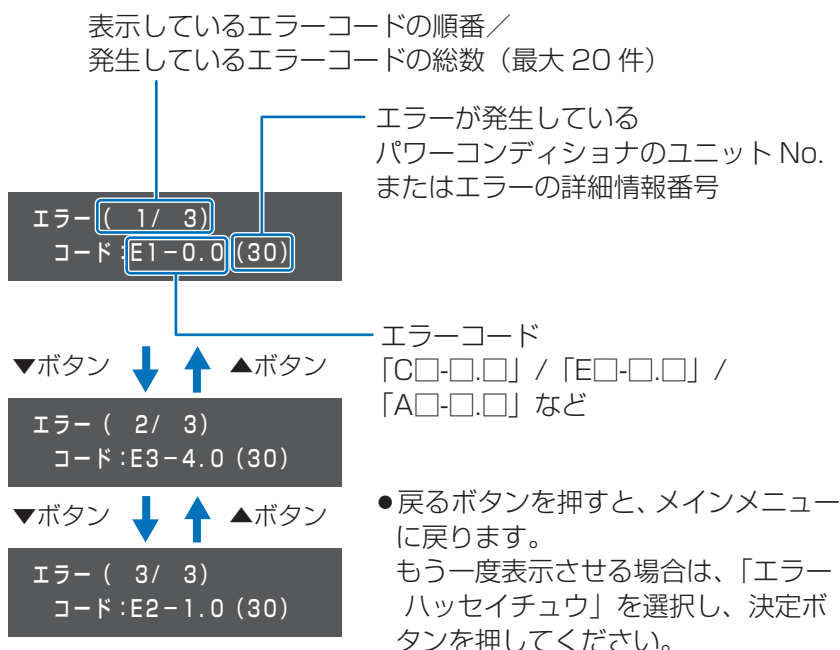 表示しているエラーコードの順番／
発生しているエラーコードの総数（最大 20 件）
エラーが発生している
パワーコンディショナのユニット No.
またはエラーの詳細情報番号
エラー ( 1/ 3)
コード:E1−0.0 (30)
エラーコード
「C□-□.□」/「E□-□.□」/
「A□-□.□」など
▼ボタン ▲ボタン
エラー ( 2/ 3)
コード:E3−4.0 (30)
▼ボタン ▲ボタン
エラー ( 3/ 3)
コード:E2−1.0 (30)
●戻るボタンを押すと、メインメニュー
に戻ります。
もう一度表示させる場合は、「エラー
ハッセイチュウ」を選択し、決定ボ
タンを押してください。